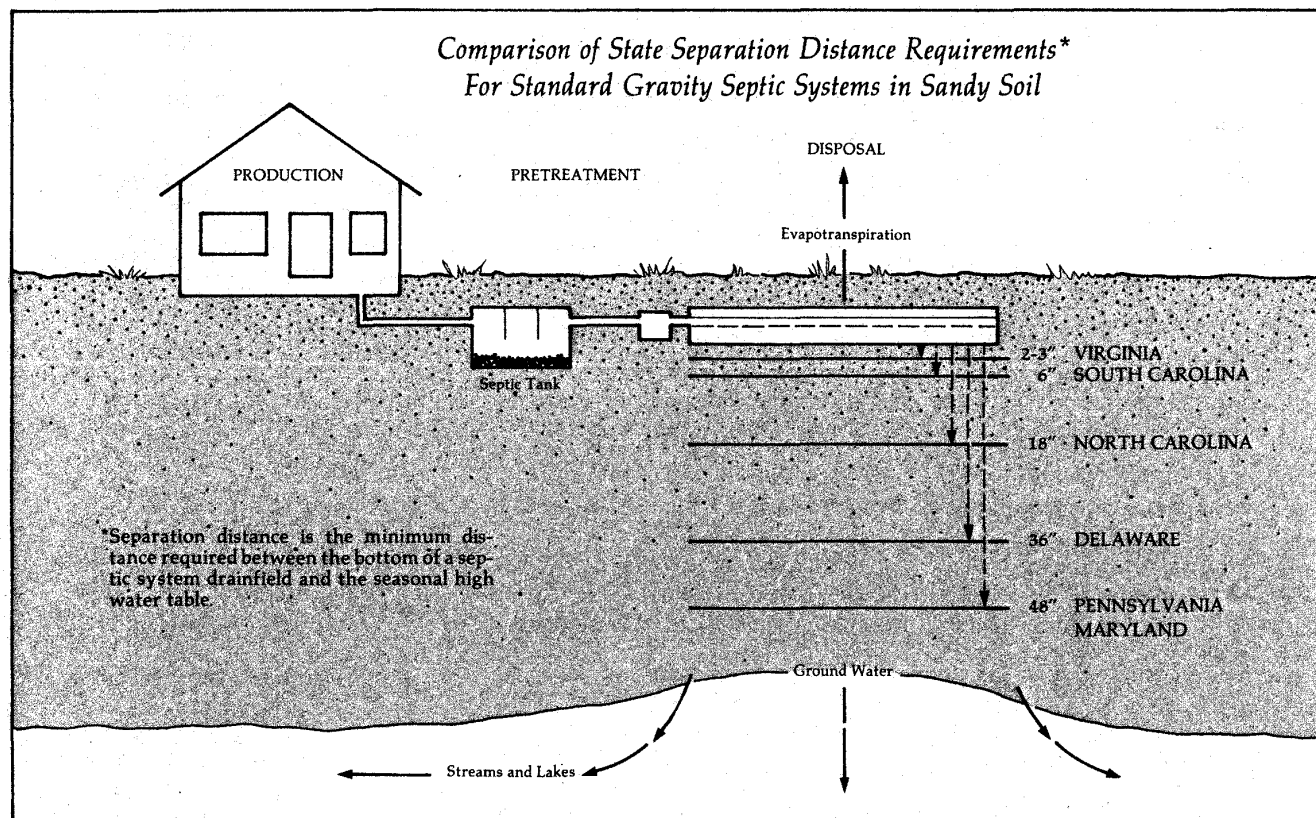 Comparison of State Separation Distance Requirements*
For Standard Gravity Septic Systems in Sandy Soil
PRODUCTION
PRETREATMENT
DISPOSAL
Evapotranspiration
Septic Tank
2-3" VIRGINIA
6" SOUTH CAROLINA
18" NORTH CAROLINA
36" DELAWARE
48" PENNSYLVANIA
MARYLAND
*Separation distance is the minimum dis-
tance required between the bottom of a sep-
tic system drainfield and the seasonal high
water table.
Ground Water
Streams and Lakes